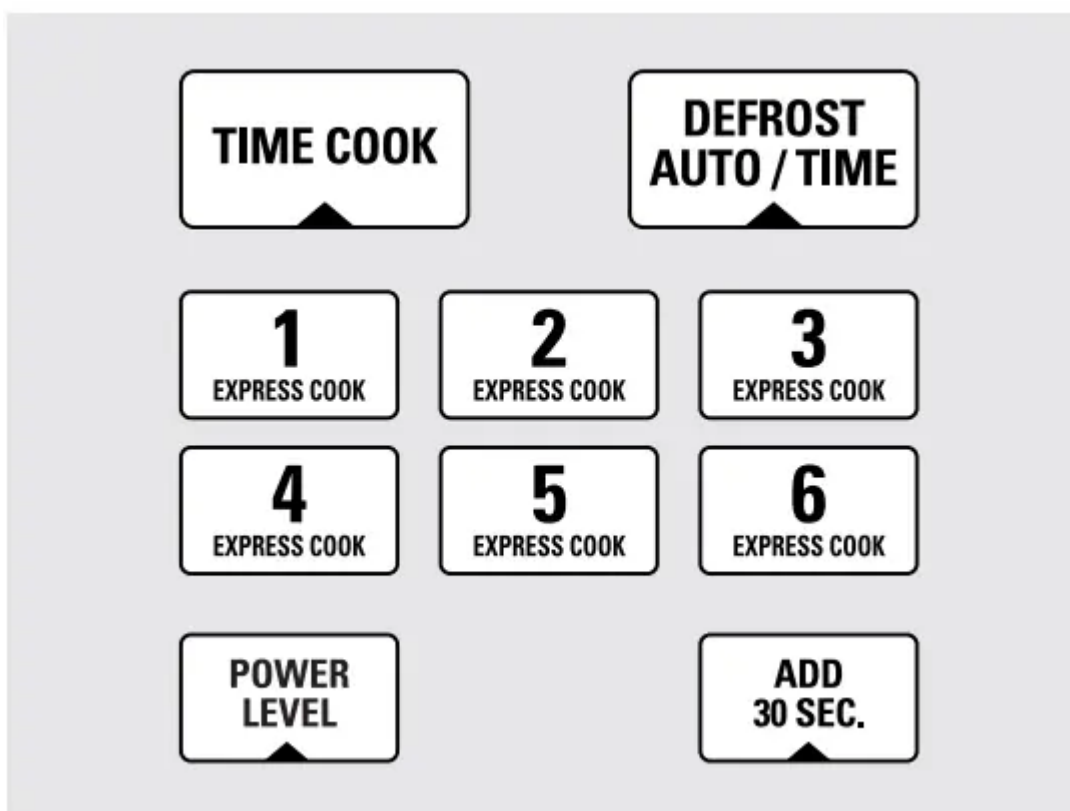 TIME COOK
DEFROST
AUTO / TIME
1
EXPRESS COOK
2
EXPRESS COOK
3
EXPRESS COOK
4
EXPRESS COOK
5
EXPRESS COOK
6
EXPRESS COOK
POWER
LEVEL
ADD
30 SEC.